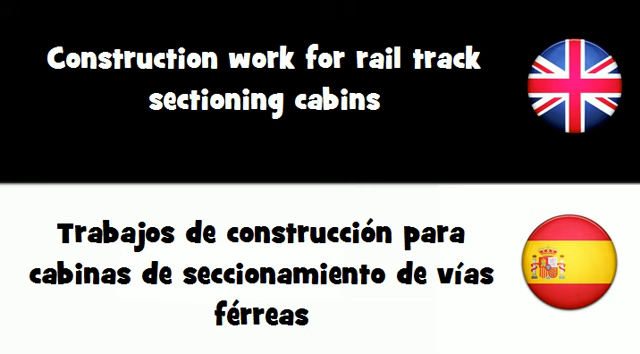 Construction work for rail track
sectioning cabins
Trabajos de construcción para
cabinas de seccionamiento de vías
férreas